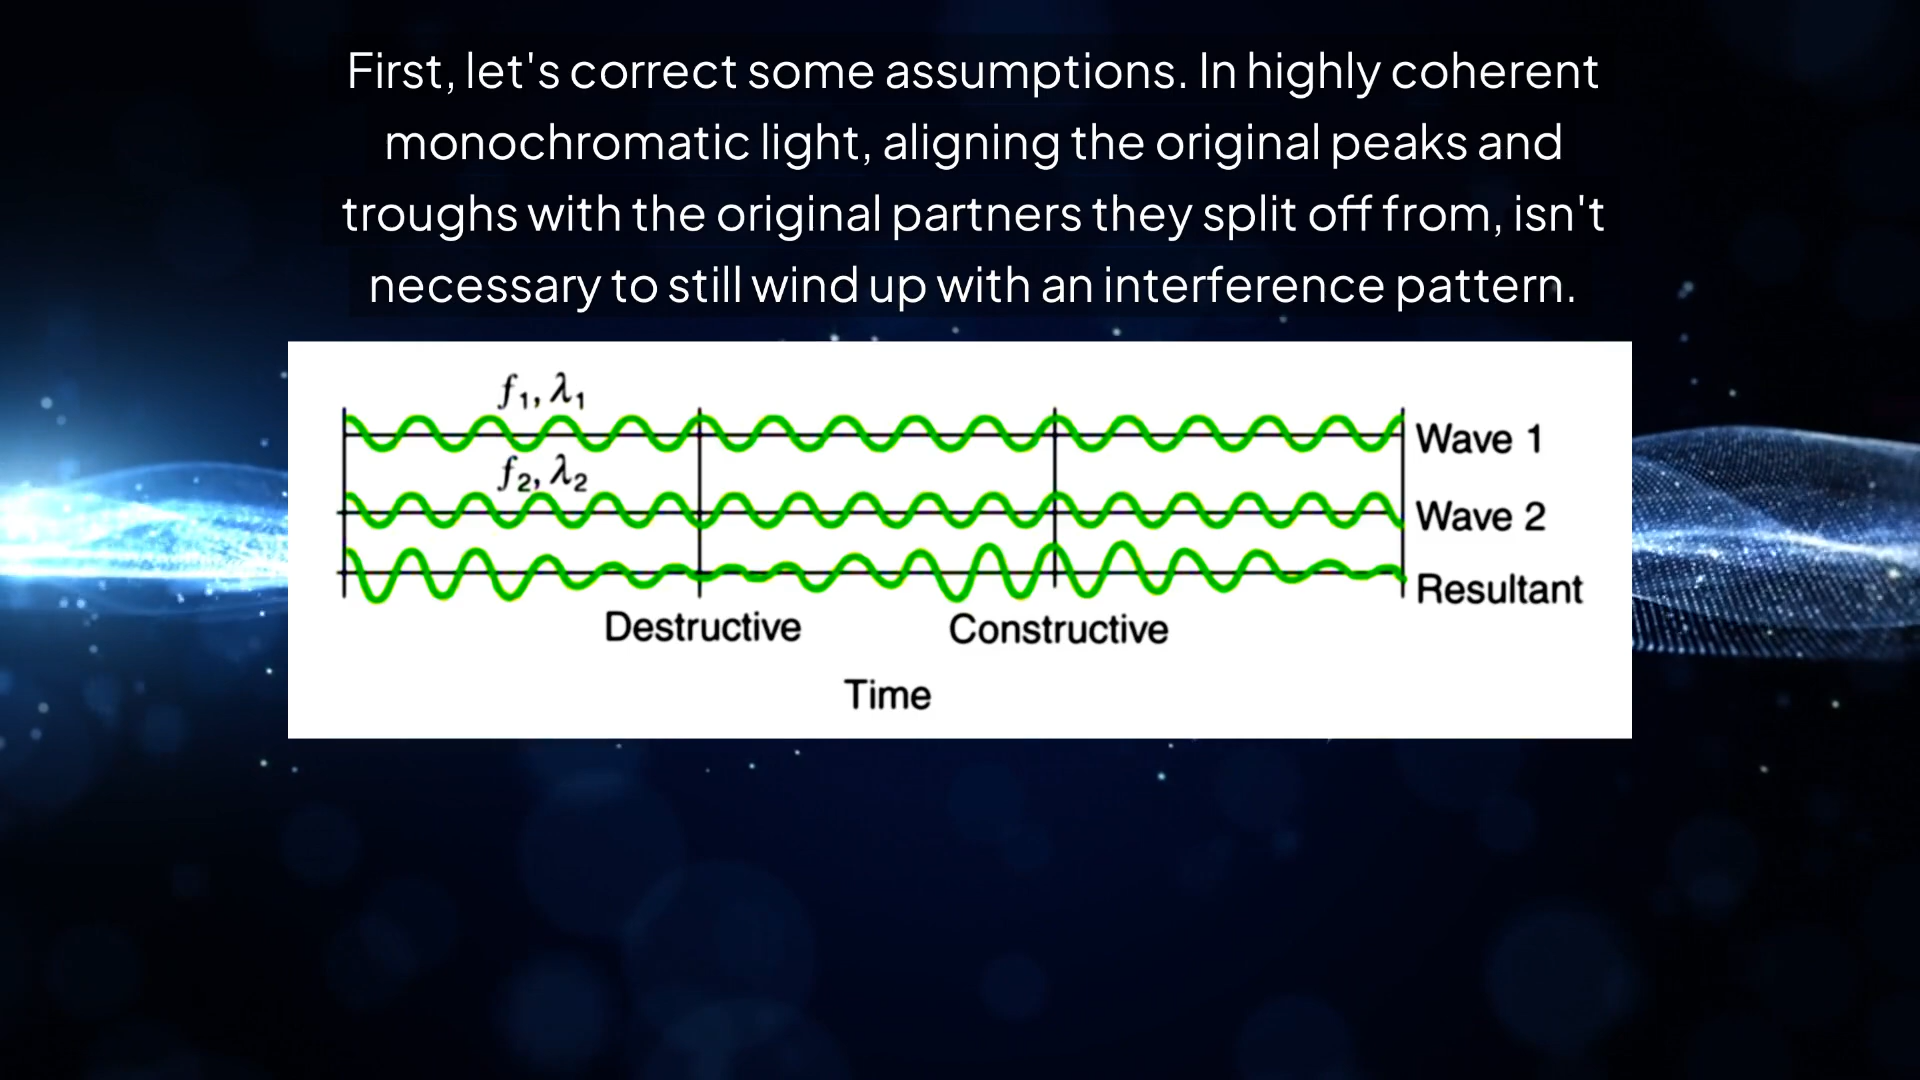 First, let's correct some assumptions. In highly coherent
monochromatic light, aligning the original peaks and
troughs with the original partners they split off from, isn't
necessary to still wind up with an interference pattern.
f₁, λ₁
Wave 1
f₂, λ₂
Wave 2
Resultant
Destructive
Constructive
Time